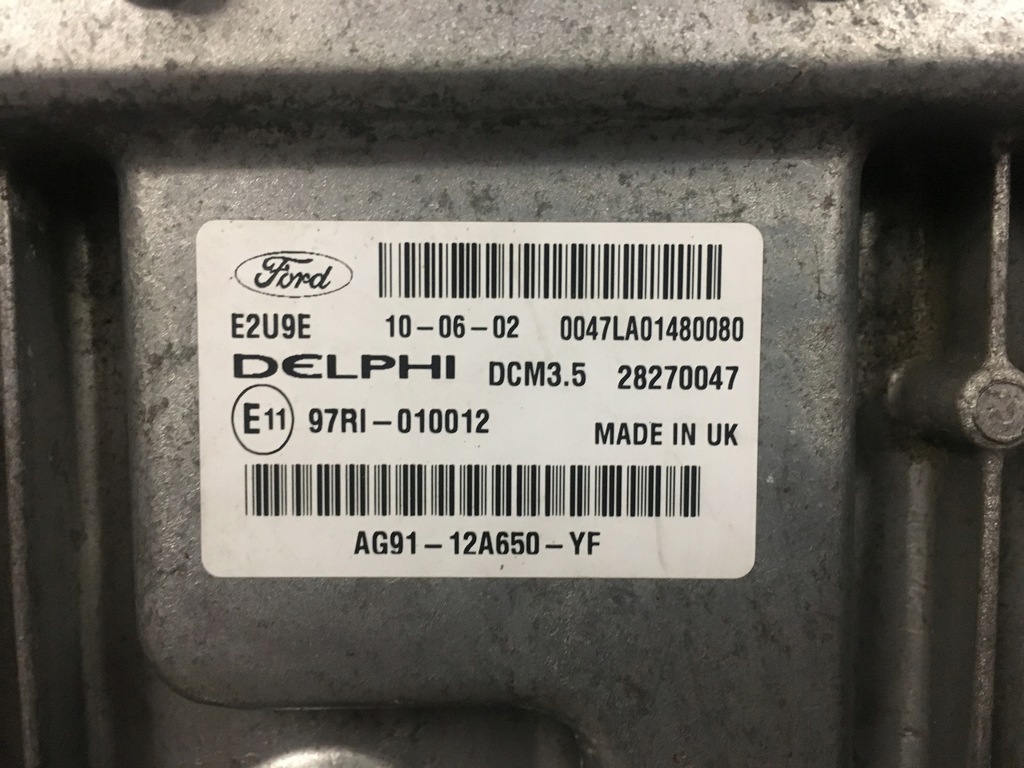 Ford
E2U9E 10-06-02 0047LA01480080
DELPHI DCM3.5 28270047
E11 97RI-010012 MADE IN UK
AG91-12A650-YF